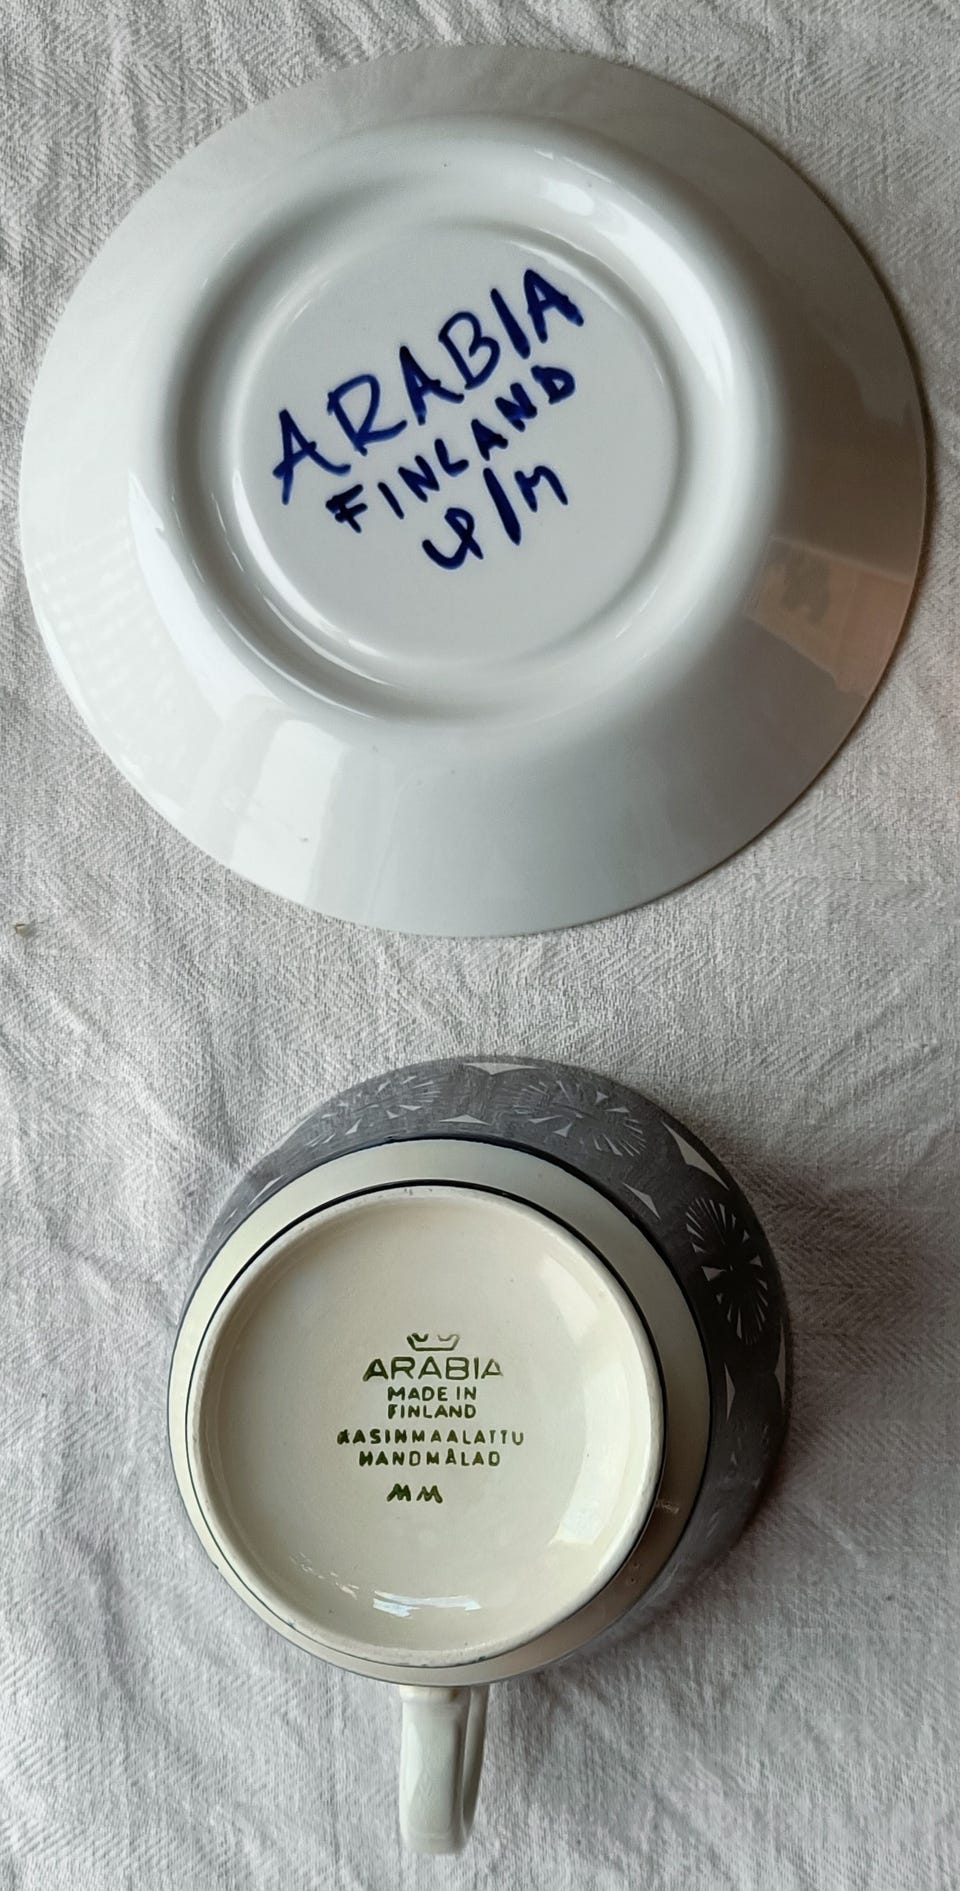 ARABIA
FINLAND
UP/M
ARABIA
MADE IN
FINLAND
KÄSINMAALATTU
HANDMÅLAD
MM